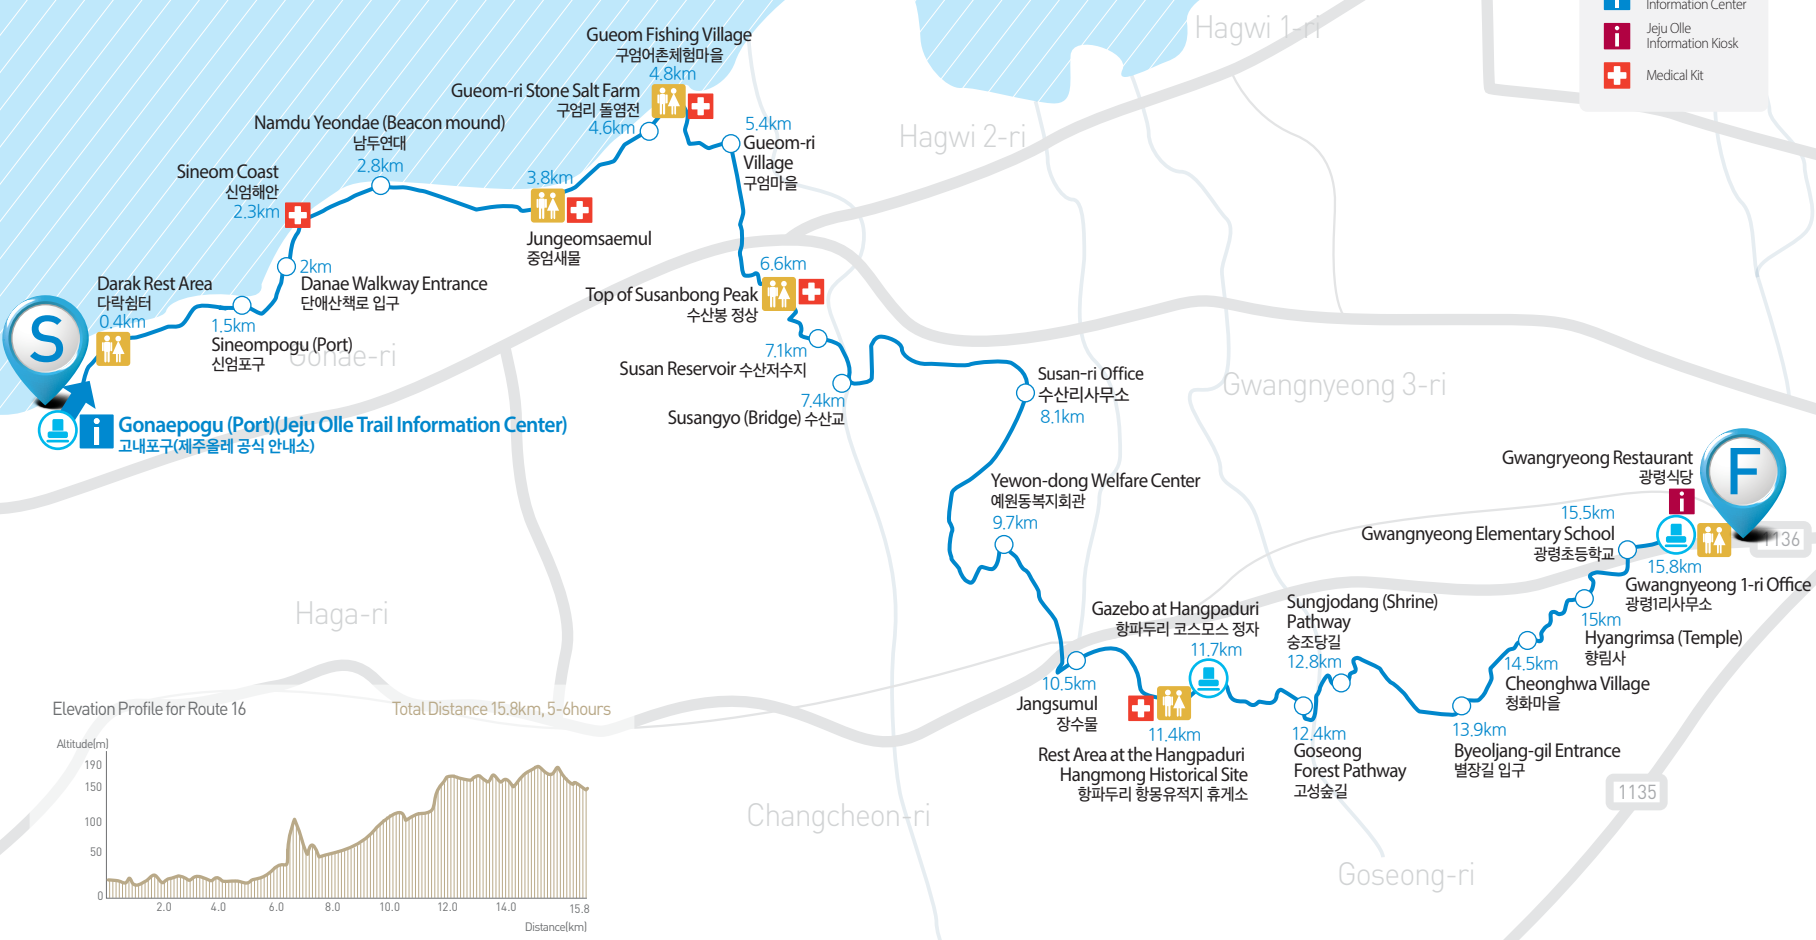 Information Center
Jeju Olle
Information Kiosk
Medical Kit
Hagwi 1-ri
Hagwi 2-ri
Gueom Fishing Village
구엄어촌체험마을
4.8km
Gueom-ri Stone Salt Farm
구엄리 돌염전
4.6km
5.4km
Gueom-ri
Village
구엄마을
Namdu Yeondae (Beacon mound)
남두연대
2.8km
Sineom Coast
신엄해안
2.3km
3.8km
Jungeomsaemul
중엄새물
2km
Danae Walkway Entrance
단애산책로 입구
Darak Rest Area
다락쉼터
0.4km
1.5km
Sineompogu (Port)
신엄포구
Gonae-ri
S
Gonaepogu (Port)(Jeju Olle Trail Information Center)
고내포구(제주올레 공식 안내소)
6.6km
Top of Susanbong Peak
수산봉 정상
7.1km
Susan Reservoir 수산저수지
7.4km
Susangyo (Bridge) 수산교
Susan-ri Office
수산리사무소
8.1km
Gwangnyeong 3-ri
Yewon-dong Welfare Center
예원동복지회관
9.7km
Gwangryeong Restaurant
광령식당
F
1136
15.5km
Gwangnyeong Elementary School
광령초등학교
15.8km
Gwangnyeong 1-ri Office
광령1리사무소
15km
Hyangrimsa (Temple)
향림사
14.5km
Cheonghwa Village
청화마을
13.9km
Byeoljang-gil Entrance
별장길 입구
Sungjodang (Shrine)
Pathway
숭조당길
12.8km
12.4km
Goseong
Forest Pathway
고성숲길
Gazebo at Hangpaduri
항파두리 코스모스 정자
11.7km
10.5km
Jangsumul
장수물
11.4km
Rest Area at the Hangpaduri
Hangmong Historical Site
항파두리 항몽유적지 휴게소
Haga-ri
Changcheon-ri
Goseong-ri
1135
Elevation Profile for Route 16
Total Distance 15.8km, 5-6hours
Altitude(m)
190
150
100
50
0
2.0
4.0
6.0
8.0
10.0
12.0
14.0
15.8
Distance(km)